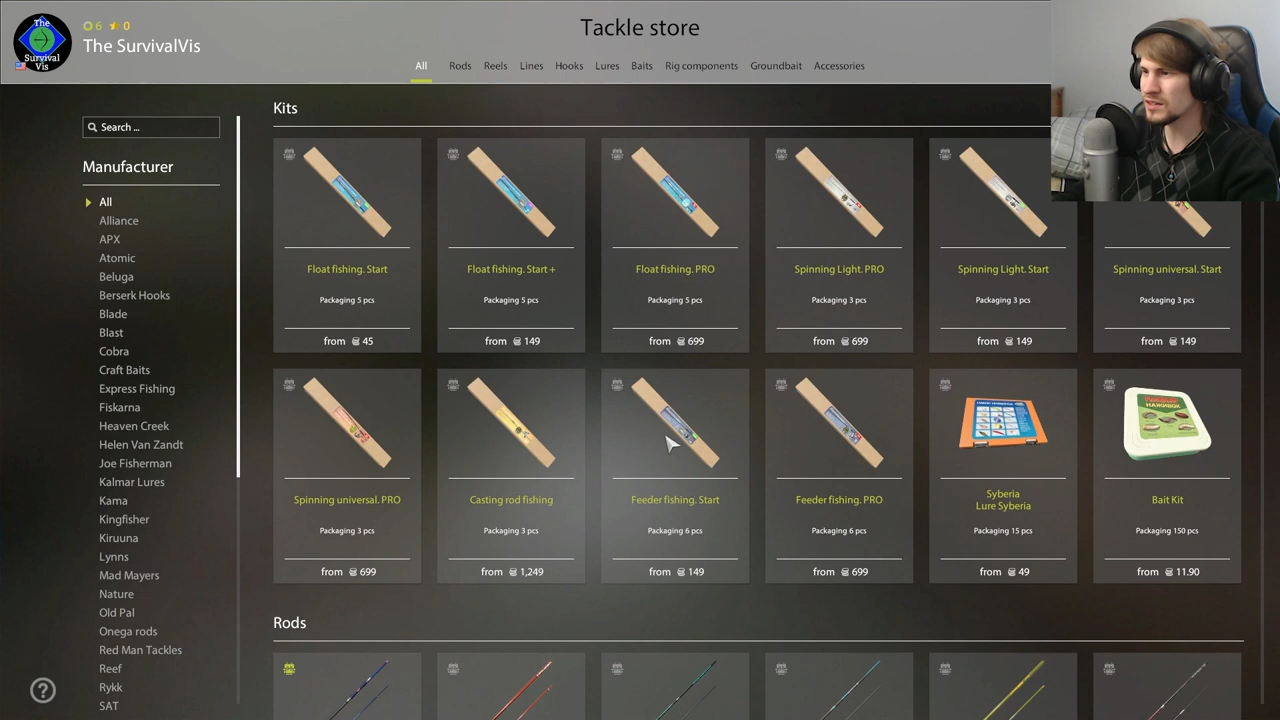 The
Survival
Vis
6 0
The SurvivalVis
Tackle store
All Rods Reels Lines Hooks Lures Baits Rig components Groundbait Accessories
Search ...
Manufacturer
All
Alliance
APX
Atomic
Beluga
Berserk Hooks
Blade
Blast
Cobra
Craft Baits
Express Fishing
Fiskarna
Heaven Creek
Helen Van Zandt
Joe Fisherman
Kalmar Lures
Kama
Kingfisher
Kiruuna
Lynns
Mad Mayers
Nature
Old Pal
Onega rods
Red Man Tackles
Reef
Rykk
SAT
Kits
Float fishing. Start
Packaging 5 pcs
from 45
Float fishing. Start +
Packaging 5 pcs
from 149
Float fishing. PRO
Packaging 5 pcs
from 699
Spinning Light. PRO
Packaging 3 pcs
from 699
Spinning Light. Start
Packaging 3 pcs
from 149
Spinning universal. Start
Packaging 3 pcs
from 149
Spinning universal. PRO
Packaging 3 pcs
from 699
Casting rod fishing
Packaging 3 pcs
from 1,249
Feeder fishing. Start
Packaging 6 pcs
from 149
Feeder fishing. PRO
Packaging 6 pcs
from 699
Syberia
Lure Syberia
Packaging 15 pcs
from 49
НАЖИВОК
Bait Kit
Packaging 150 pcs
from 11.90
Rods
?